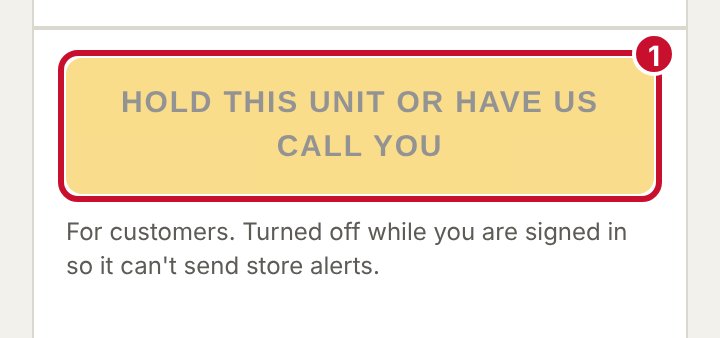 1
HOLD THIS UNIT OR HAVE US
CALL YOU
For customers. Turned off while you are signed in
so it can't send store alerts.